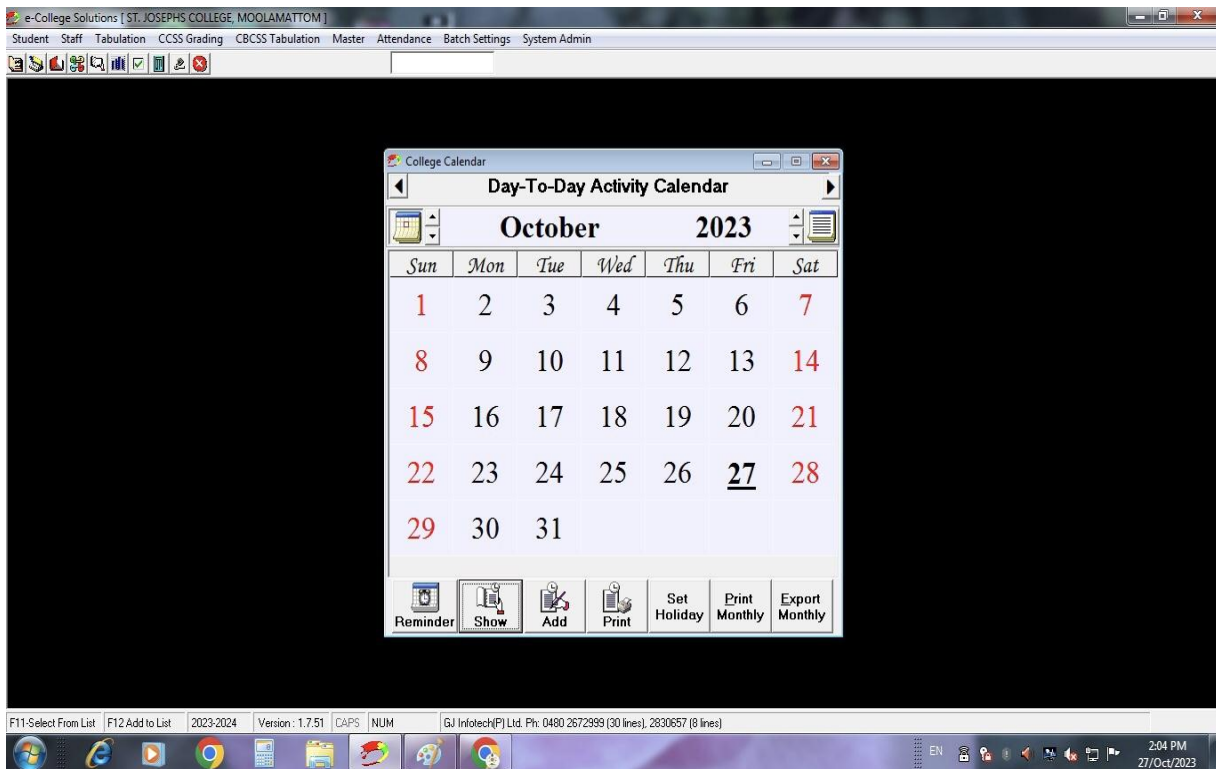 e-College Solutions [ ST. JOSEPHS COLLEGE, MOOLAMATTOM ]
Student Staff Tabulation CCSS Grading CBCSS Tabulation Master Attendance Batch Settings System Admin
College Calendar
Day-To-Day Activity Calendar
October 2023
Sun Mon Tue Wed Thu Fri Sat
1 2 3 4 5 6 7
8 9 10 11 12 13 14
15 16 17 18 19 20 21
22 23 24 25 26 27 28
29 30 31
Reminder Show Add Print Set Holiday Print Monthly Export Monthly
F11-Select From List F12 Add to List 2023-2024 Version : 1.7.51 CAPS NUM GJ Infotech(P) Ltd. Ph: 0480 2672999 (30 lines), 2830657 (8 lines)
EN 2:04 PM
27/Oct/2023